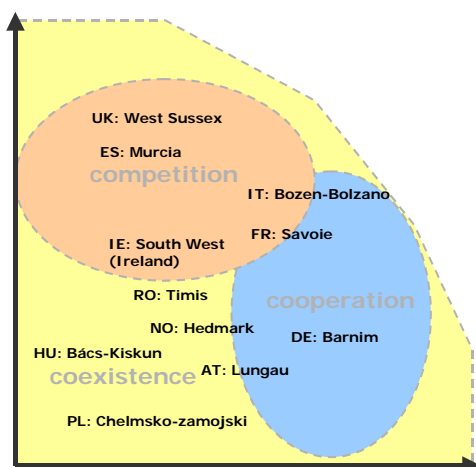 UK: West Sussex
ES: Murcia
competition
IT: Bozen-Bolzano
FR: Savoie
IE: South West
(Ireland)
RO: Timis
cooperation
NO: Hedmark
DE: Barnim
HU: Bács-Kiskun
AT: Lungau
coexistence
PL: Chelmsko-zamojski